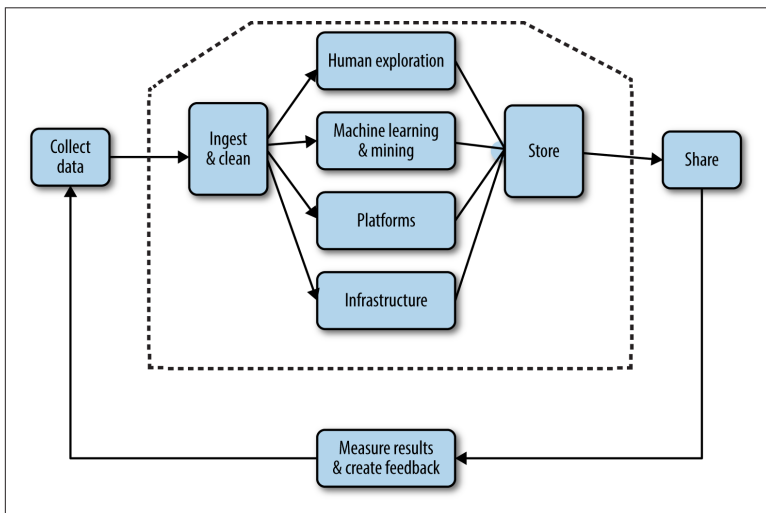 Human exploration
Ingest
& clean
Machine learning
& mining
Store
Collect
data
Share
Platforms
Infrastructure
Measure results
& create feedback